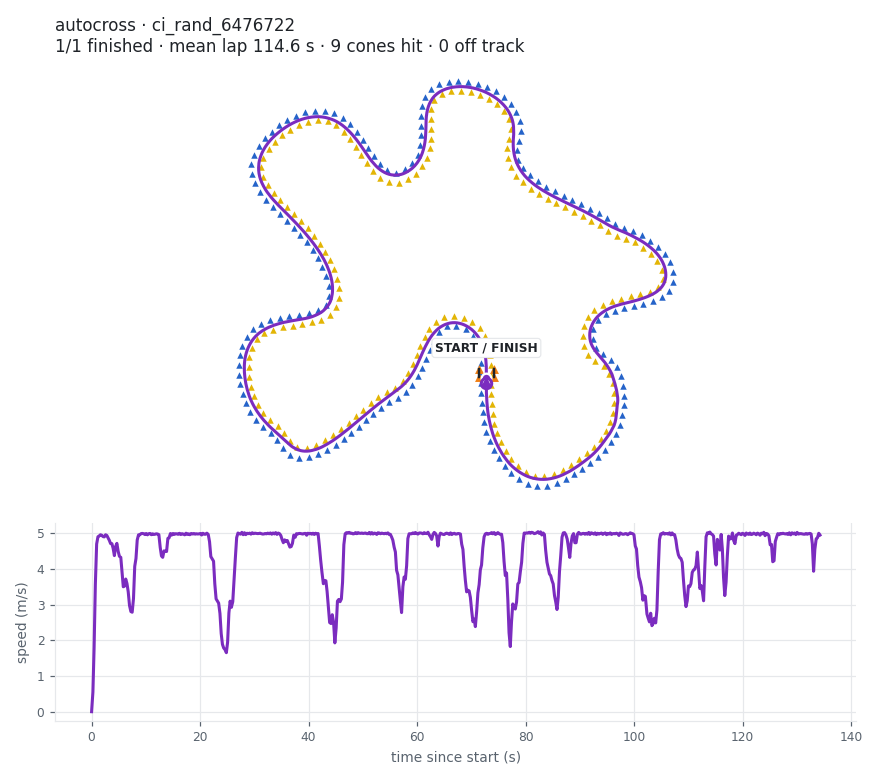 autocross · ci_rand_6476722
1/1 finished · mean lap 114.6 s · 9 cones hit · 0 off track
START / FINISH
5
4
3
2
1
0
speed (m/s)
0 20 40 60 80 100 120 140
time since start (s)